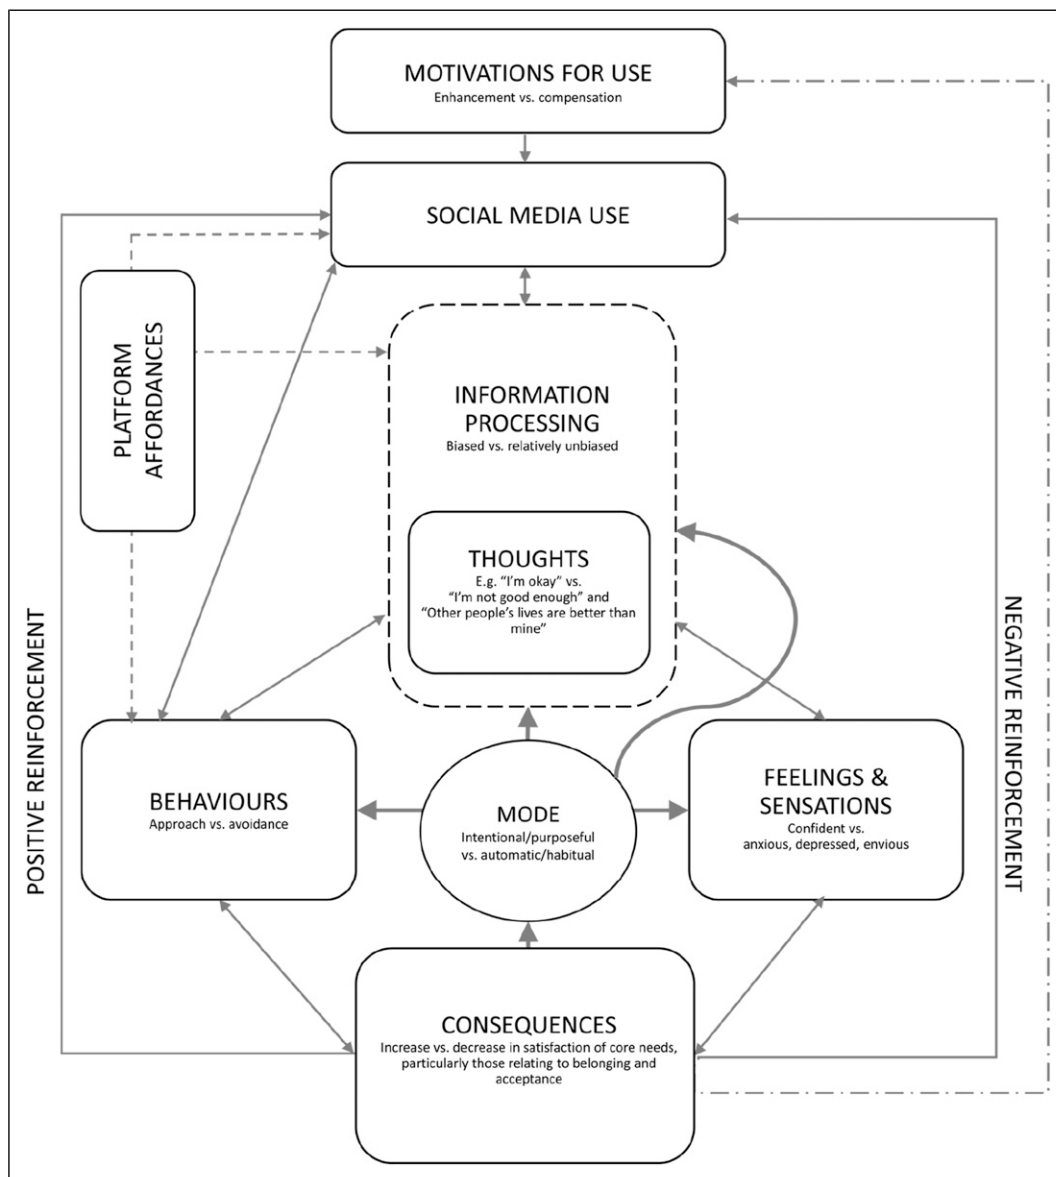 MOTIVATIONS FOR USE
Enhancement vs. compensation
SOCIAL MEDIA USE
PLATFORM
AFFORDANCES
INFORMATION
PROCESSING
Biased vs. relatively unbiased
THOUGHTS
E.g. “I’m okay” vs.
“I’m not good enough” and
“Other people’s lives are better than
mine”
POSITIVE REINFORCEMENT
NEGATIVE REINFORCEMENT
BEHAVIOURS
Approach vs. avoidance
MODE
Intentional/purposeful
vs. automatic/habitual
FEELINGS &
SENSATIONS
Confident vs.
anxious, depressed, envious
CONSEQUENCES
Increase vs. decrease in satisfaction of core needs,
particularly those relating to belonging and
acceptance